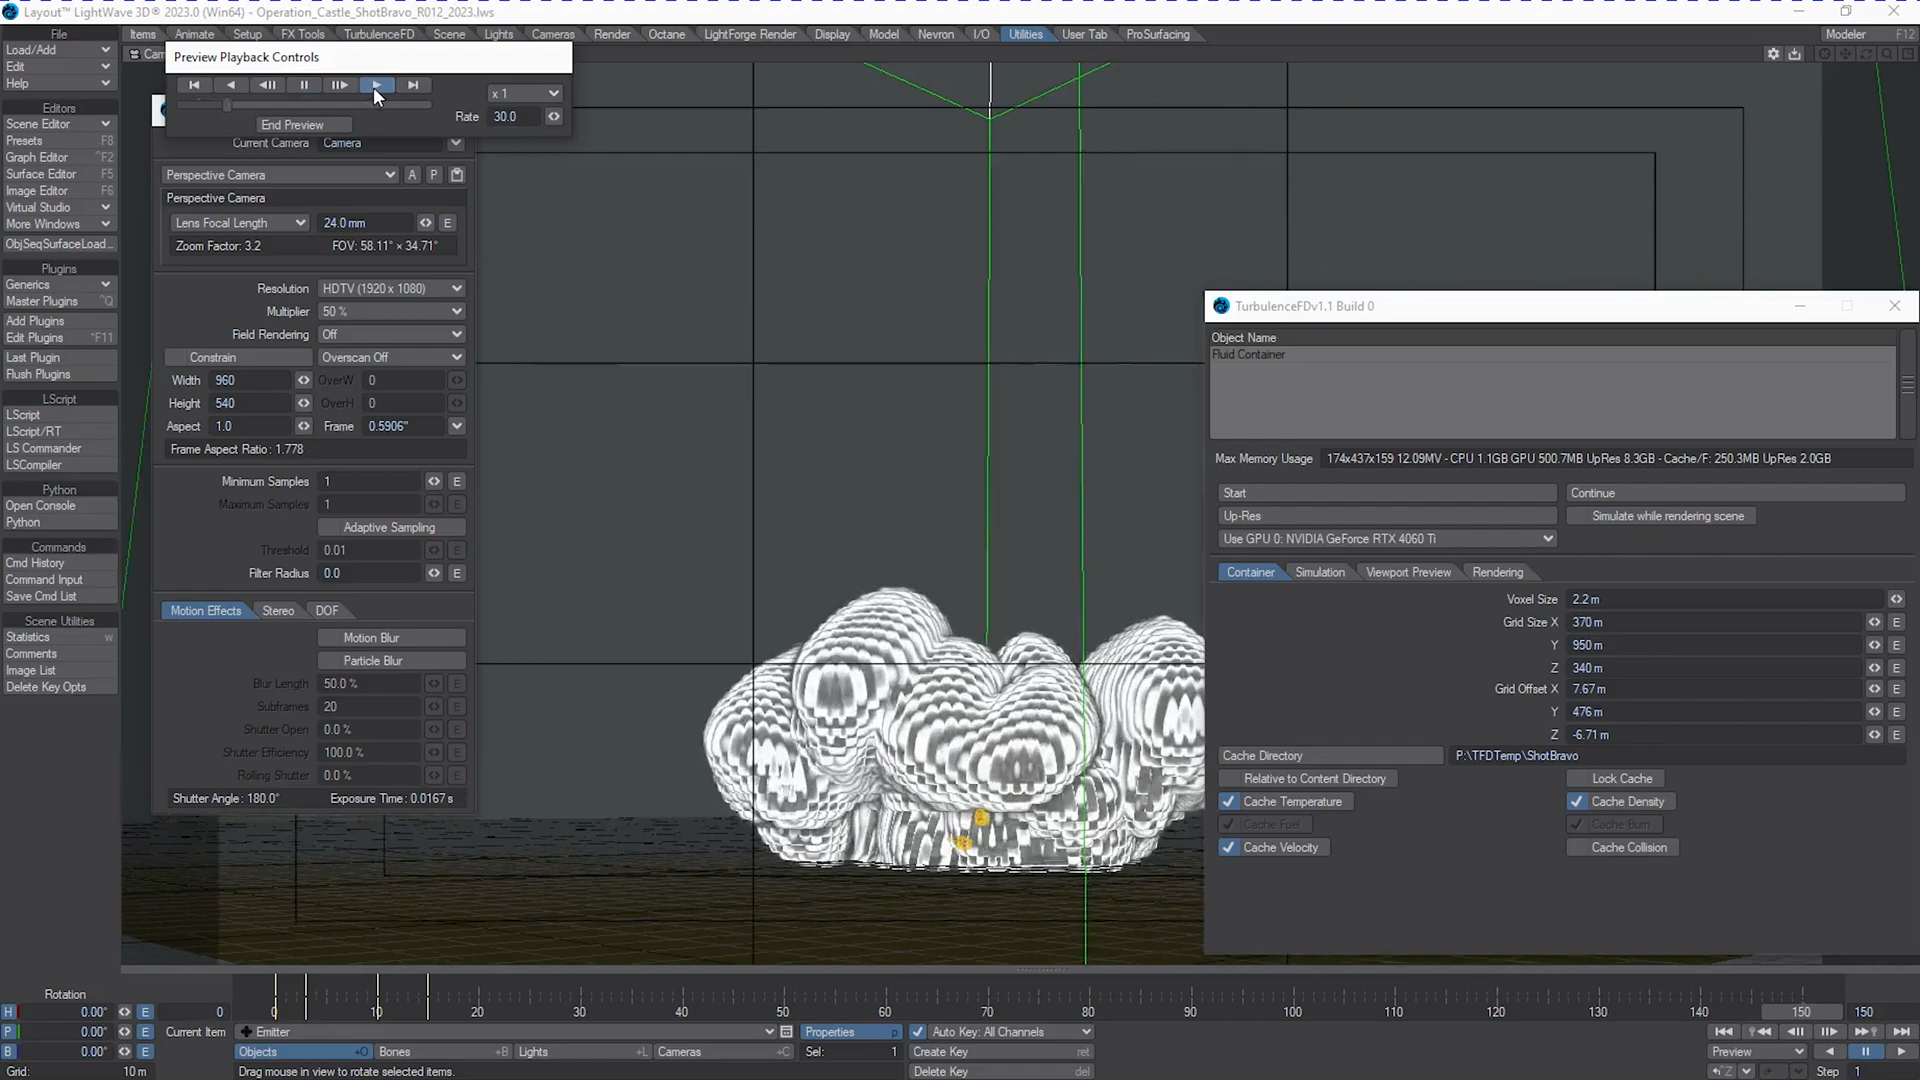 Layout™ LightWave 3D® 2023.0 (Win64) - Operation_Castle_ShotBravo_R012_2023.lws
File Items Animate Setup FX Tools TurbulenceFD Scene Lights Cameras Render Octane LightForge Render Display Model Nevron I/O Utilities User Tab ProSurfacing Modeler F12
Preview Playback Controls
x 1
Rate 30.0
End Preview
Load/Add
Edit
Help
Editors
Scene Editor
Presets F8
Graph Editor ^F2
Surface Editor F5
Image Editor F6
Virtual Studio
More Windows
ObjSeqSurfaceLoad...
Plugins
Generics
Master Plugins ^Q
Add Plugins
Edit Plugins ^F11
Last Plugin
Flush Plugins
LScript
LScript
LScript/RT
LS Commander
LSCompiler
Python
Open Console
Python
Commands
Cmd History
Command Input
Save Cmd List
Scene Utilities
Statistics w
Comments
Image List
Delete Key Opts
Cam
Current Camera Camera
Perspective Camera A P
Perspective Camera
Lens Focal Length 24.0 mm E
Zoom Factor: 3.2 FOV: 58.11° × 34.71°
Resolution HDTV (1920 x 1080)
Multiplier 50 %
Field Rendering Off
Constrain Overscan Off
Width 960 OverW 0
Height 540 OverH 0
Aspect 1.0 Frame 0.5906"
Frame Aspect Ratio: 1.778
Minimum Samples 1 E
Maximum Samples 1 E
Adaptive Sampling
Threshold 0.01 E
Filter Radius 0.0 E
Motion Effects Stereo DOF
Motion Blur
Particle Blur
Blur Length 50.0 % E
Subframes 20 E
Shutter Open 0.0 % E
Shutter Efficiency 100.0 % E
Rolling Shutter 0.0 % E
Shutter Angle: 180.0° Exposure Time: 0.0167 s
TurbulenceFDv1.1 Build 0
Object Name
Fluid Container
Max Memory Usage 174x437x159 12.09MV - CPU 1.1GB GPU 500.7MB UpRes 8.3GB - Cache/F: 250.3MB UpRes 2.0GB
Start Continue
Up-Res Simulate while rendering scene
Use GPU 0: NVIDIA GeForce RTX 4060 Ti
Container Simulation Viewport Preview Rendering
Voxel Size 2.2 m
Grid Size X 370 m E
Y 950 m E
Z 340 m E
Grid Offset X 7.67 m E
Y 476 m E
Z -6.71 m E
Cache Directory P:\TFDTemp\ShotBravo
Relative to Content Directory Lock Cache
Cache Temperature Cache Density
Cache Fuel Cache Burn
Cache Velocity Cache Collision
Rotation
H 0.00° E 0 0 10 20 30 40 50 60 70 80 90 100 110 120 130 140 150 150
P 0.00° E Current Item Emitter Properties p Auto Key: All Channels
B 0.00° E Objects +O Bones +B Lights +L Cameras +C Sel: 1 Create Key ret Preview
Grid: 10 m Drag mouse in view to rotate selected items. Delete Key del ^Z Step 1